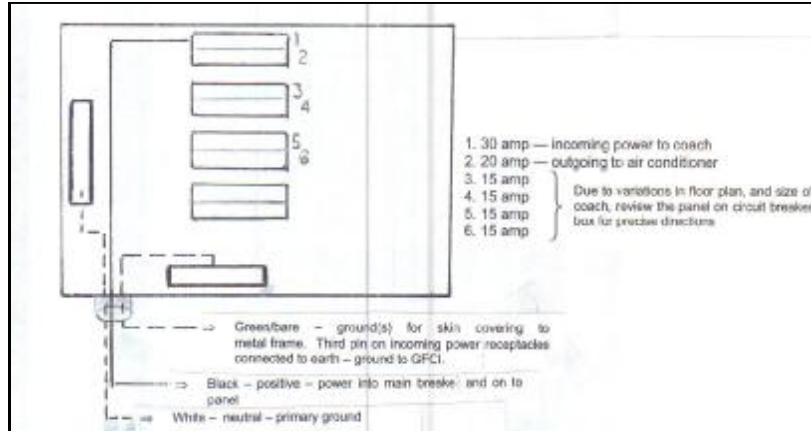 1
2
3
4
5
6
1. 30 amp — incoming power to coach
2. 20 amp — outgoing to air conditioner
3. 15 amp
4. 15 amp
5. 15 amp
6. 15 amp
Due to variations in floor plan, and size of
coach, review the panel on circuit breaker
box for precise directions
Green/bare – ground(s) for skin covering to
metal frame. Third pin on incoming power receptacles
connected to earth – ground to GFCI.
Black – positive – power into main breaker and on to
panel
White – neutral – primary ground